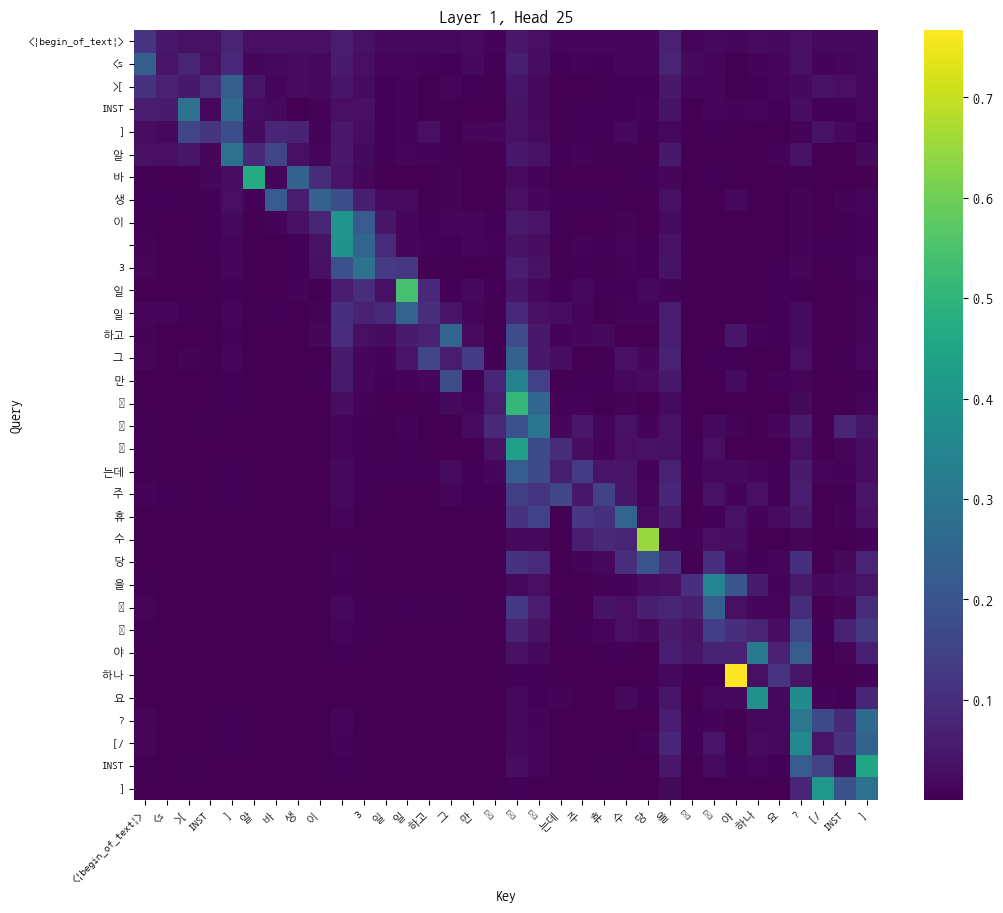 Layer 1, Head 25
<|begin_of_text|>
<s
>[
INST
]
알
바
생
이
3
일
일
하고
그
만
는데
주
휴
수
당
을
야
하나
요
?
[/
INST
]
Query
<|begin_of_text|>
<s
>[
INST
]
알
바
생
이
3
일
일
하고
그
만
는데
주
휴
수
당
을
야
하나
요
?
[/
INST
]
Key
0.7
0.6
0.5
0.4
0.3
0.2
0.1